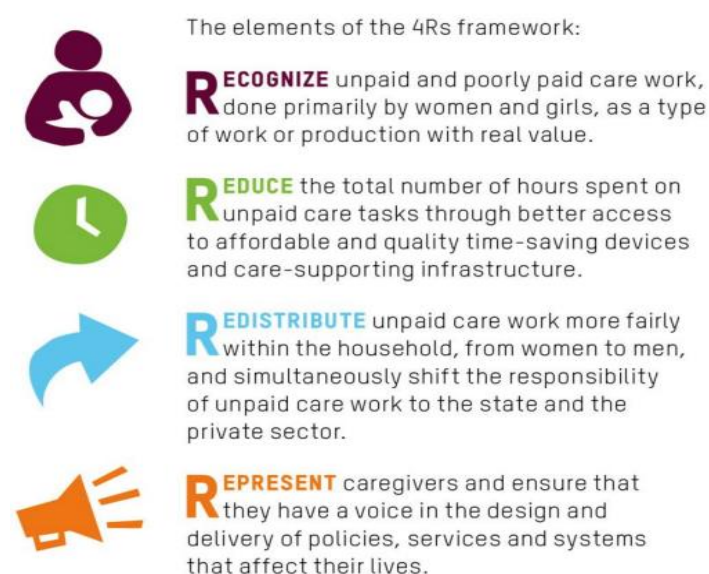 The elements of the 4Rs framework:
RECOGNIZE unpaid and poorly paid care work,
done primarily by women and girls, as a type
of work or production with real value.
REDUCE the total number of hours spent on
unpaid care tasks through better access
to affordable and quality time-saving devices
and care-supporting infrastructure.
REDISTRIBUTE unpaid care work more fairly
within the household, from women to men,
and simultaneously shift the responsibility
of unpaid care work to the state and the
private sector.
REPRESENT caregivers and ensure that
they have a voice in the design and
delivery of policies, services and systems
that affect their lives.